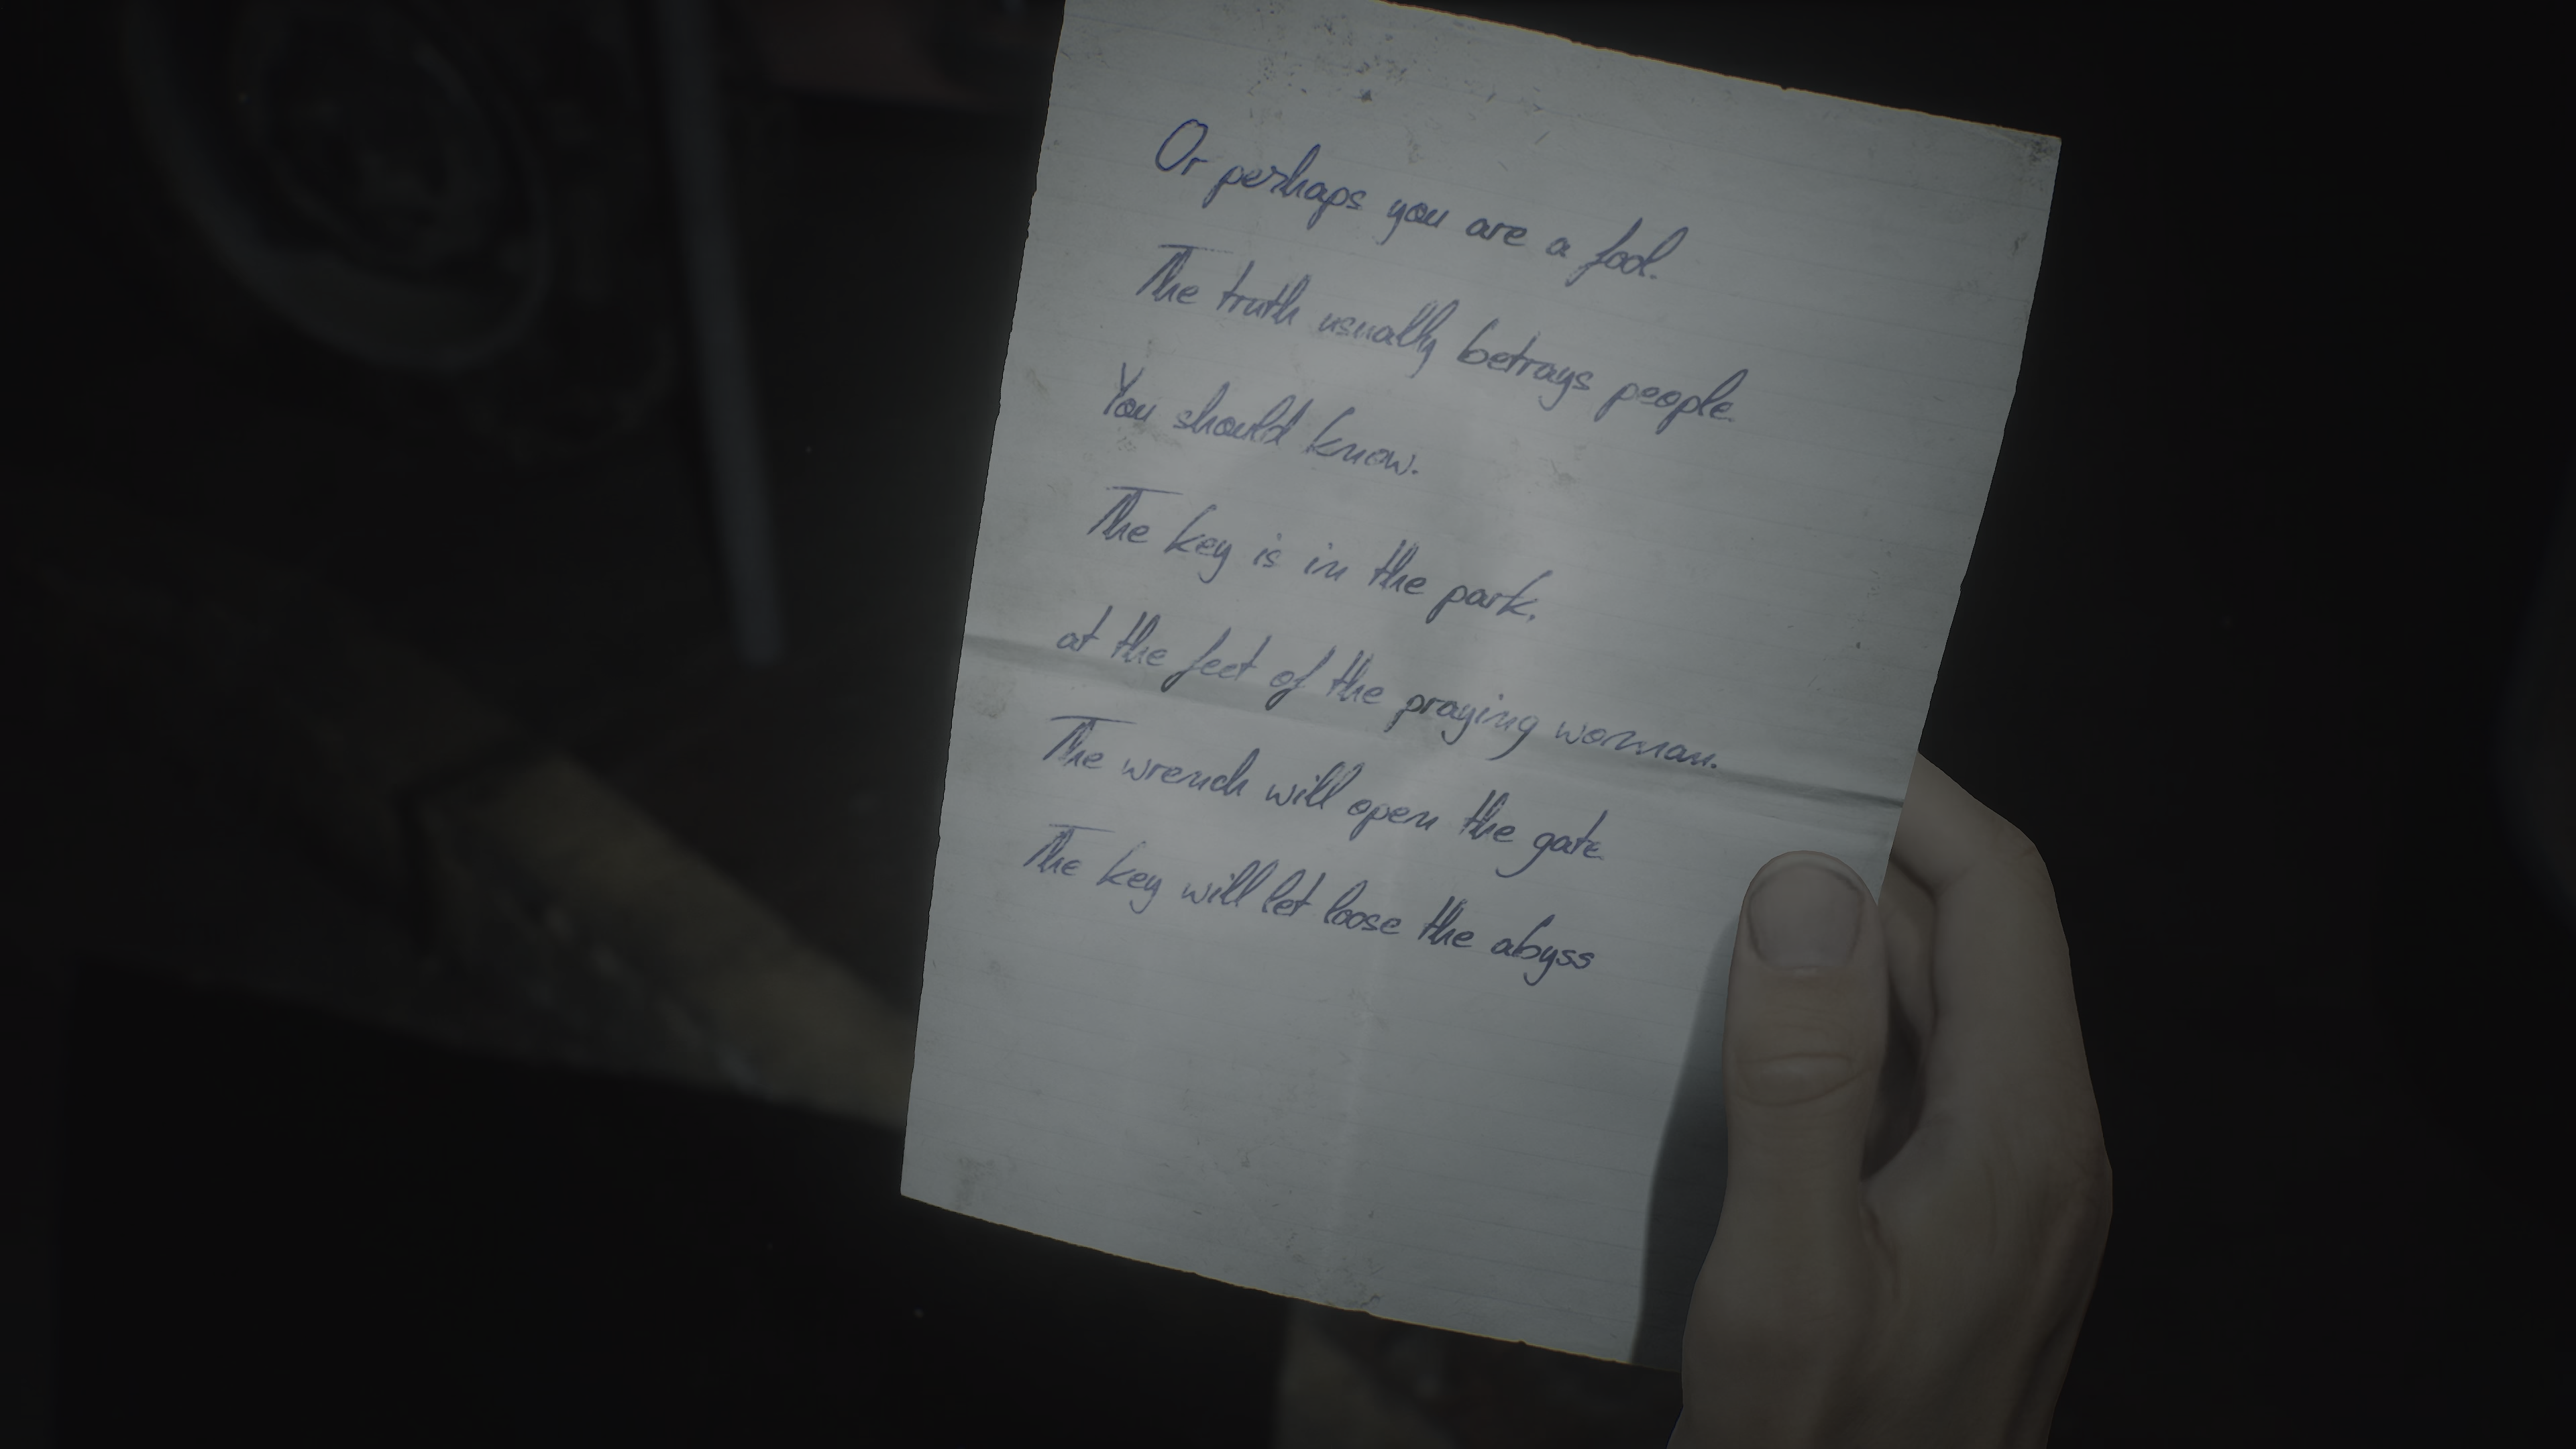 Or perhaps you are a fool.
The truth usually betrays people.
You should know.
The key is in the park,
at the feet of the praying woman.
The wrench will open the gate.
The key will let loose the abyss